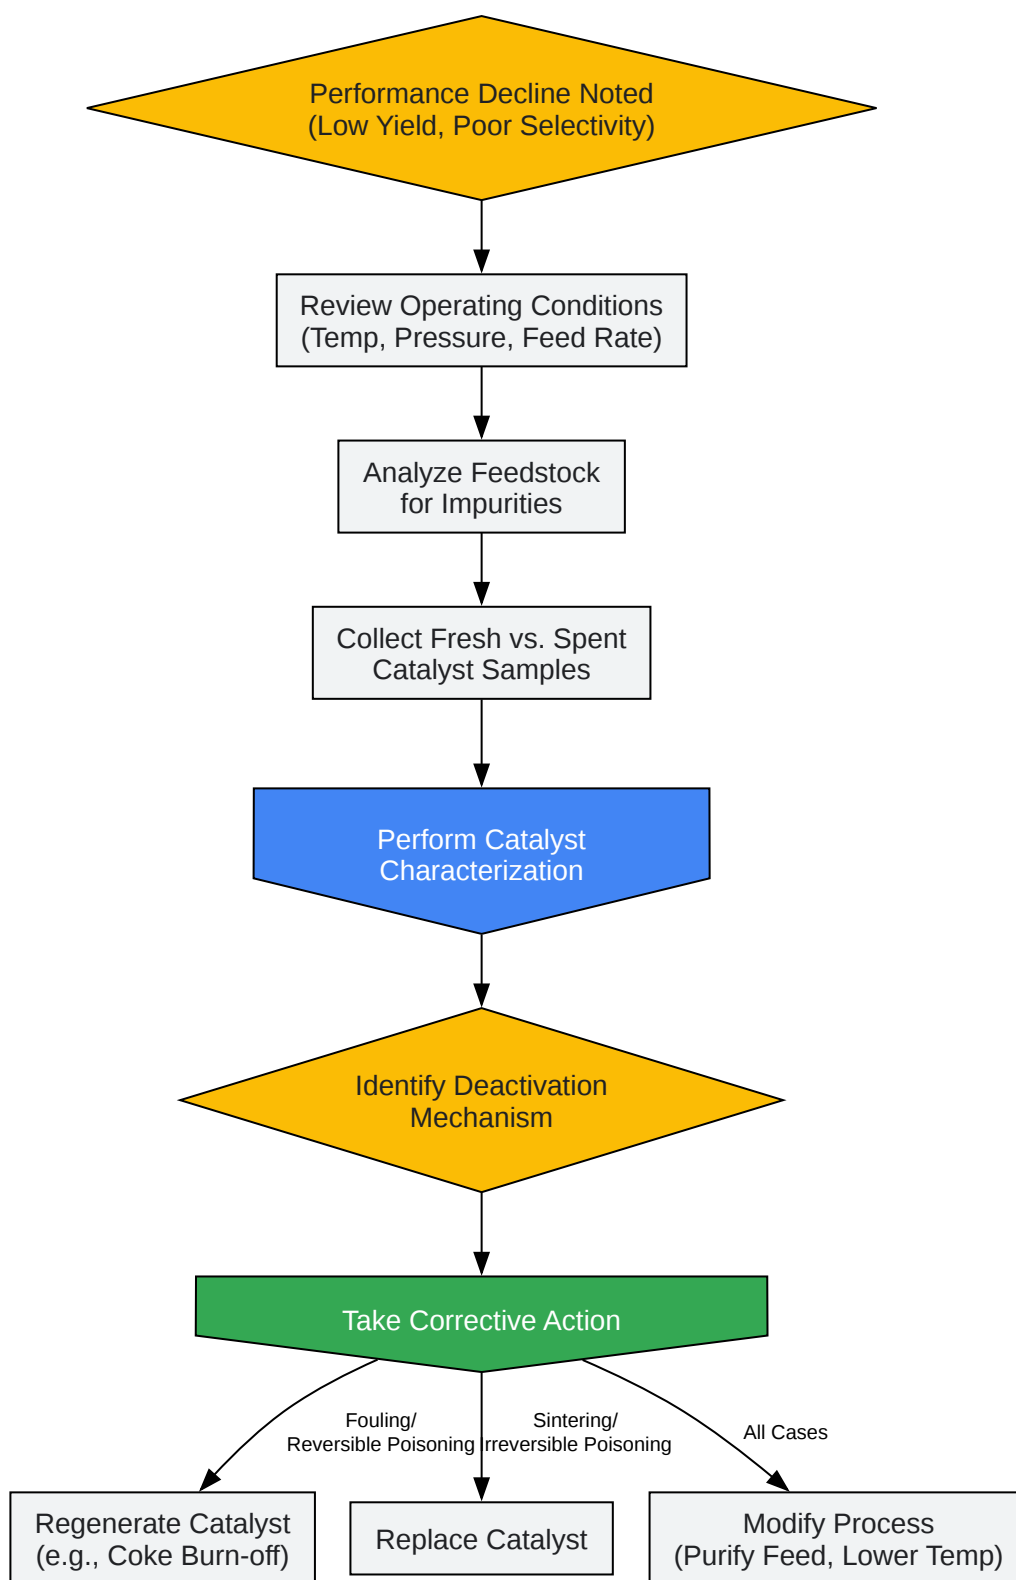 Performance Decline Noted
(Low Yield, Poor Selectivity)
Review Operating Conditions
(Temp, Pressure, Feed Rate)
Analyze Feedstock
for Impurities
Collect Fresh vs. Spent
Catalyst Samples
Perform Catalyst
Characterization
Identify Deactivation
Mechanism
Take Corrective Action
Fouling/
Reversible Poisoning
Sintering/
Irreversible Poisoning
All Cases
Regenerate Catalyst
(e.g., Coke Burn-off)
Replace Catalyst
Modify Process
(Purify Feed, Lower Temp)